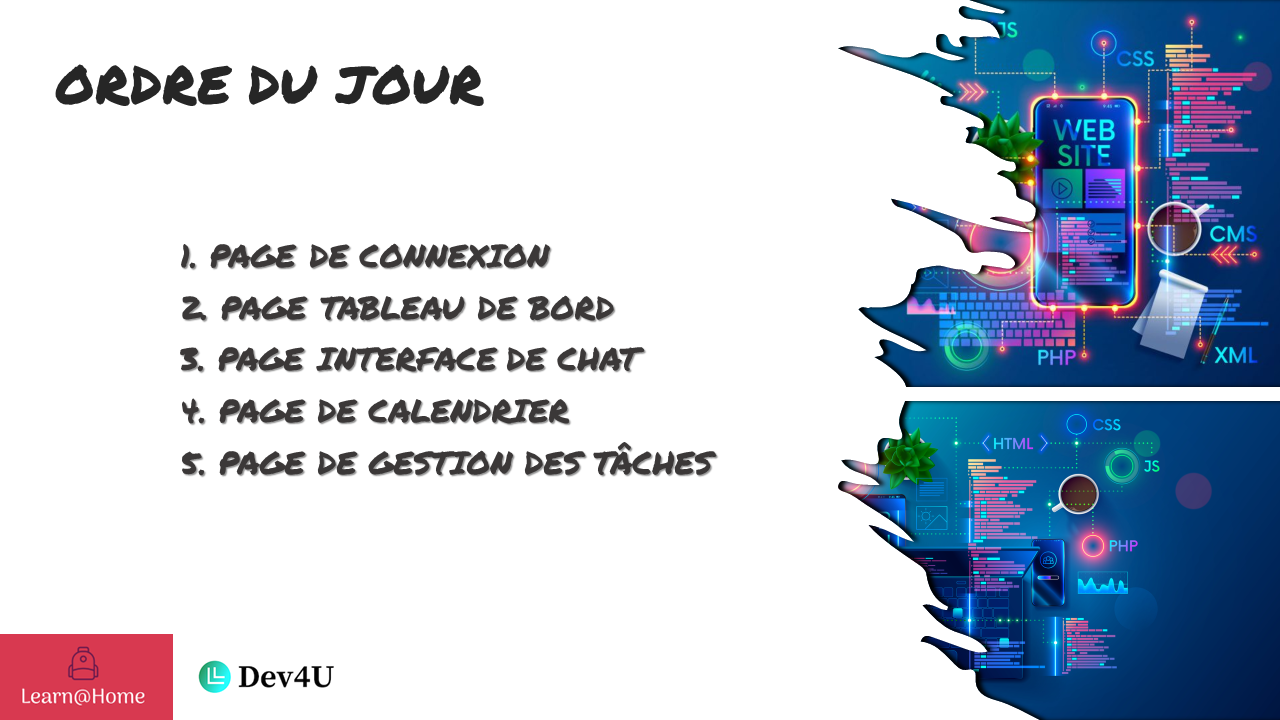 ORDRE DU JOUR
1. PAGE DE CONNEXION
2. PAGE TABLEAU DE BORD
3. PAGE INTERFACE DE CHAT
4. PAGE DE CALENDRIER
5. PAGE DE GESTION DES TÂCHES
Learn@Home
Dev4U
JS
CSS
WEB
SITE
CMS
PHP
XML
HTML
CSS
JS
PHP